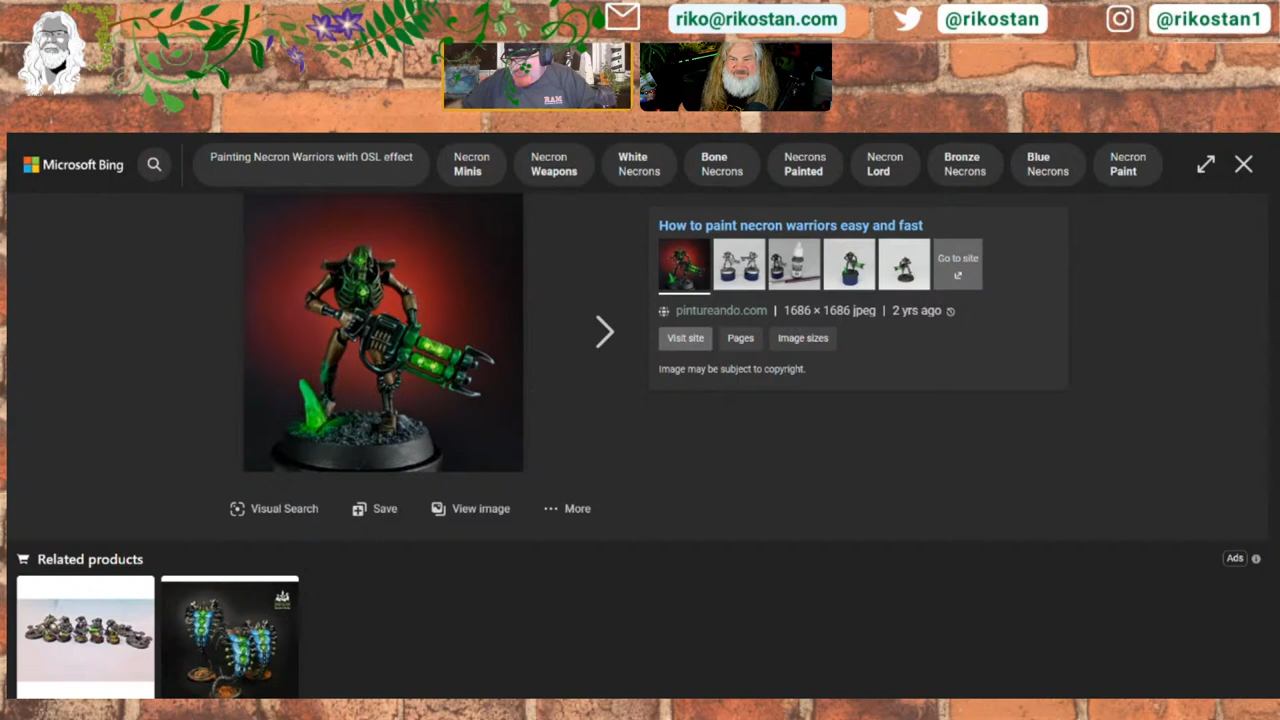 riko@rikostan.com
@rikostan
@rikostan1
RAM
Microsoft Bing
Painting Necron Warriors with OSL effect
Necron
Minis
Necron
Weapons
White
Necrons
Bone
Necrons
Necrons
Painted
Necron
Lord
Bronze
Necrons
Blue
Necrons
Necron
Paint
How to paint necron warriors easy and fast
Go to site
pintureando.com | 1686 × 1686 jpeg | 2 yrs ago
Visit site
Pages
Image sizes
Image may be subject to copyright.
Visual Search
Save
View image
More
Related products
Ads